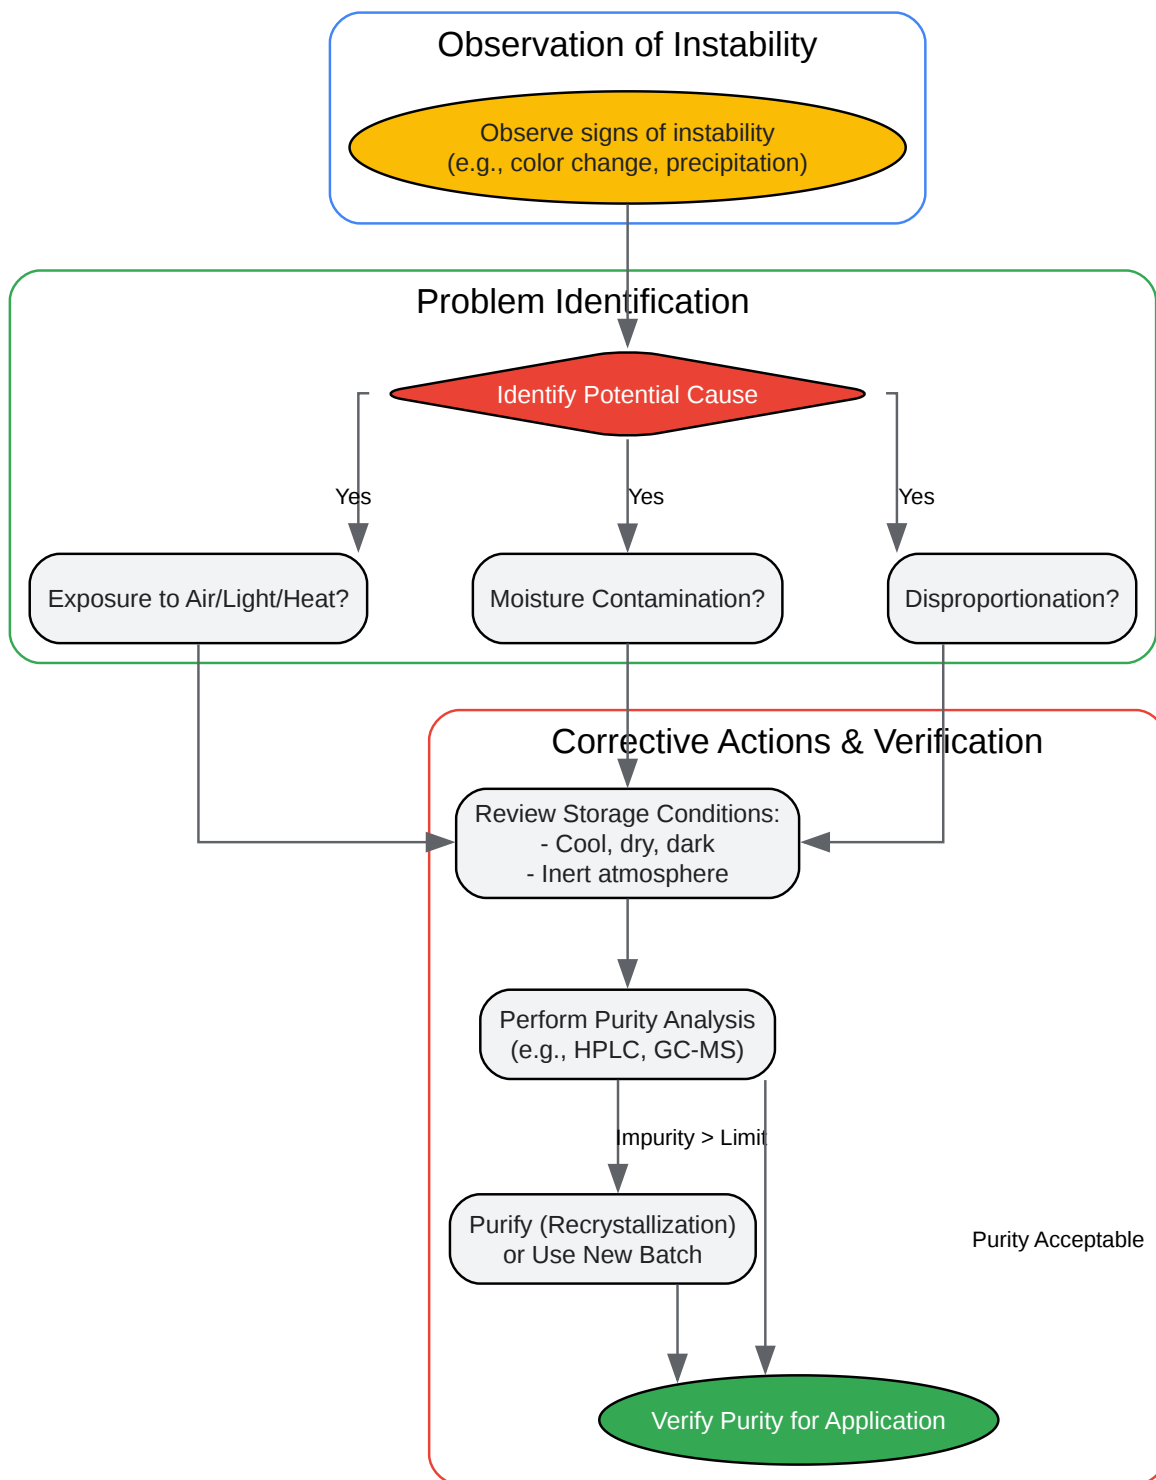 Observation of Instability
Observe signs of instability
(e.g., color change, precipitation)
Problem Identification
Identify Potential Cause
Yes
Yes
Yes
Exposure to Air/Light/Heat?
Moisture Contamination?
Disproportionation?
Corrective Actions & Verification
Review Storage Conditions:
- Cool, dry, dark
- Inert atmosphere
Perform Purity Analysis
(e.g., HPLC, GC-MS)
Impurity > Limit
Purify (Recrystallization)
or Use New Batch
Purity Acceptable
Verify Purity for Application